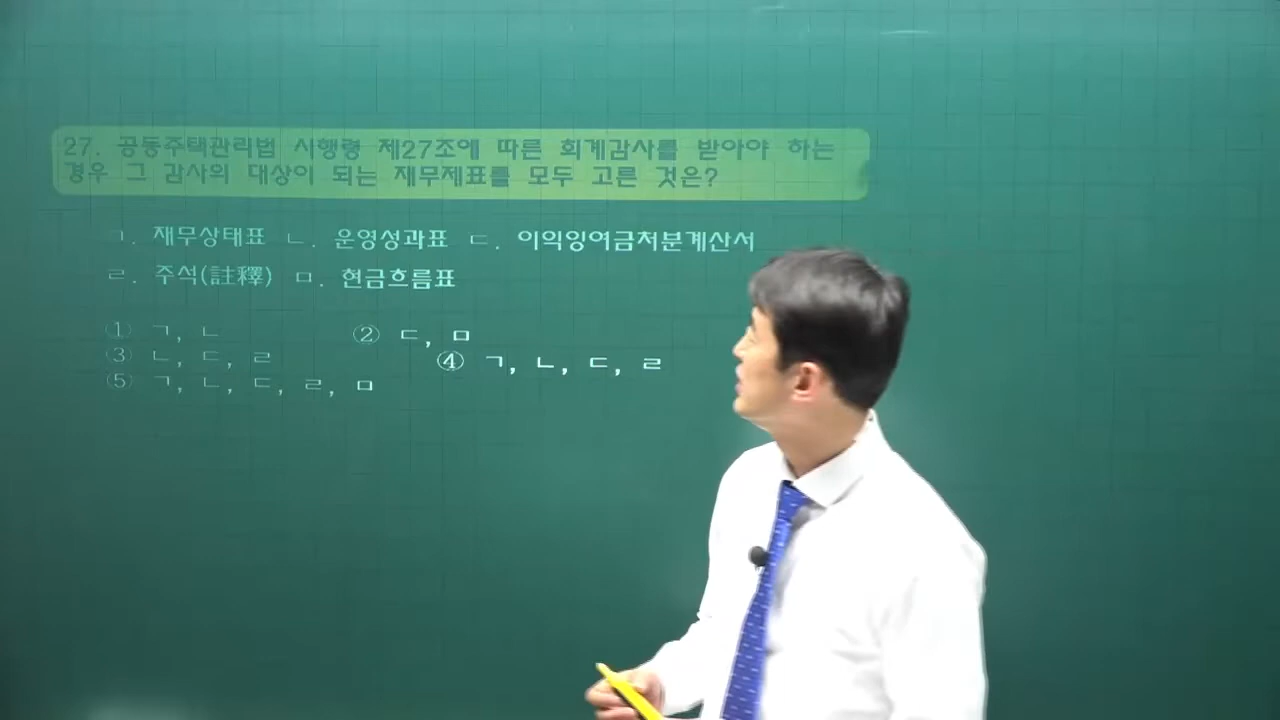 27. 공동주택관리법 시행령 제27조에 따른 회계감사를 받아야 하는
경우 그 감사의 대상이 되는 재무제표를 모두 고른 것은?
ㄱ. 재무상태표 ㄴ. 운영성과표 ㄷ. 이익잉여금처분계산서
ㄹ. 주석(註釋) ㅁ. 현금흐름표
① ㄱ, ㄴ ② ㄷ, ㅁ
③ ㄴ, ㄷ, ㄹ ④ ㄱ, ㄴ, ㄷ, ㄹ
⑤ ㄱ, ㄴ, ㄷ, ㄹ, ㅁ